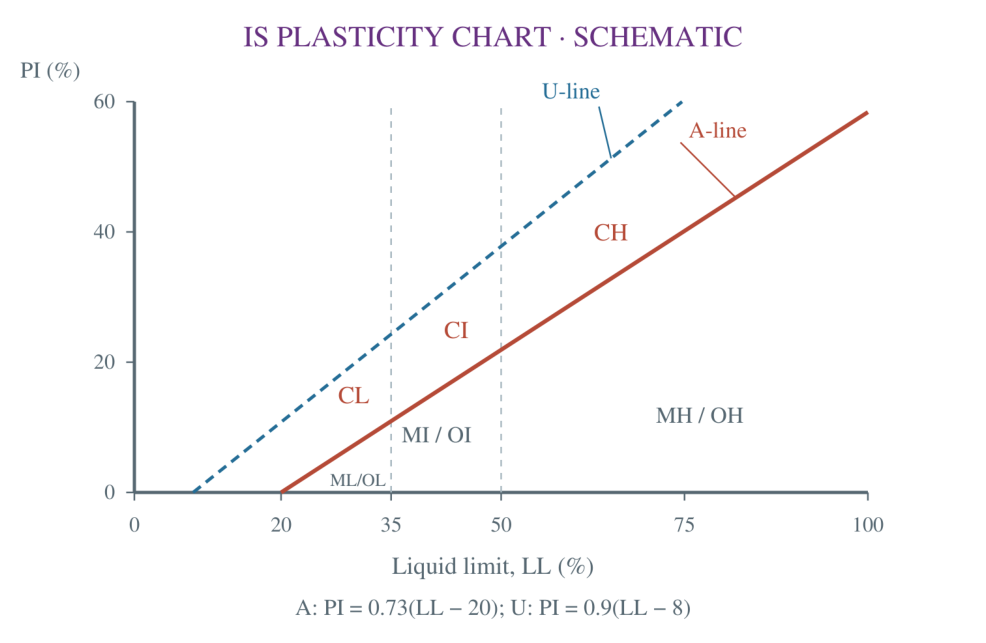 IS PLASTICITY CHART · SCHEMATIC
PI (%)
U-line
60
A-line
40
CH
CI
20
CL
MH / OH
MI / OI
ML/OL
0
0 20 35 50 75 100
Liquid limit, LL (%)
A: PI = 0.73(LL − 20); U: PI = 0.9(LL − 8)